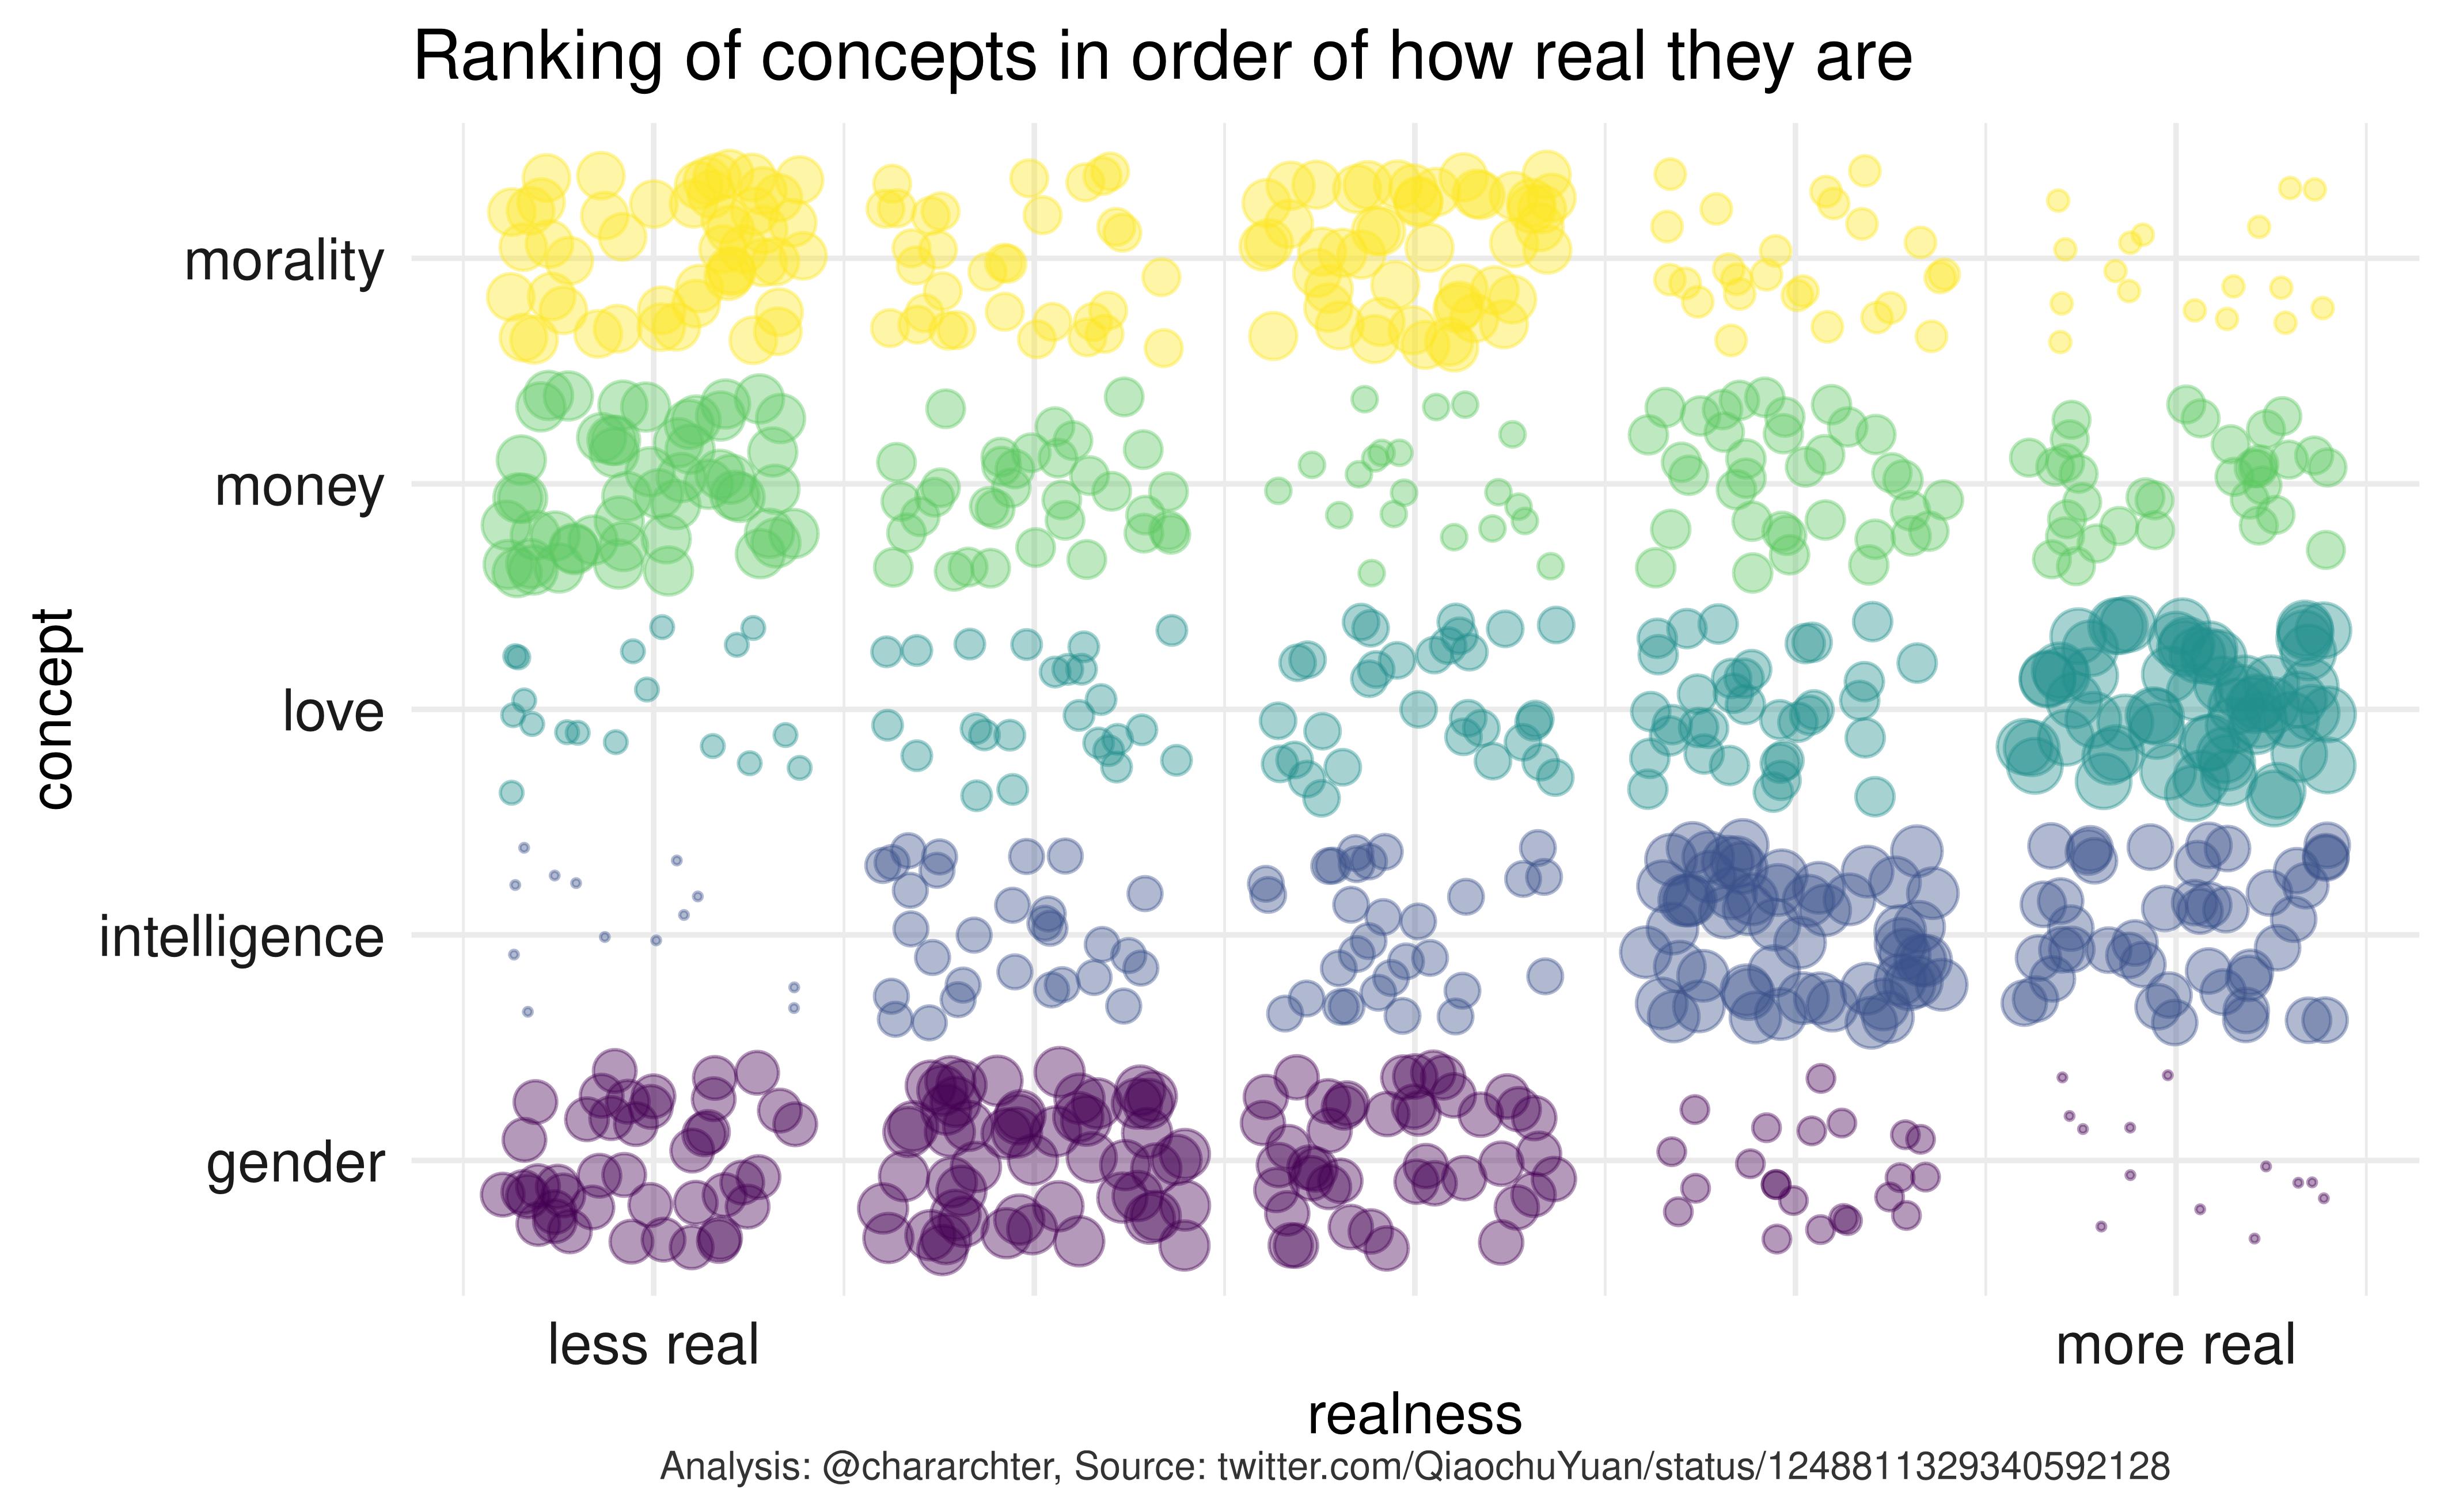 Ranking of concepts in order of how real they are
concept
morality
money
love
intelligence
gender
less real
more real
realness
Analysis: @chararchter, Source: twitter.com/QiaochuYuan/status/1248811329340592128